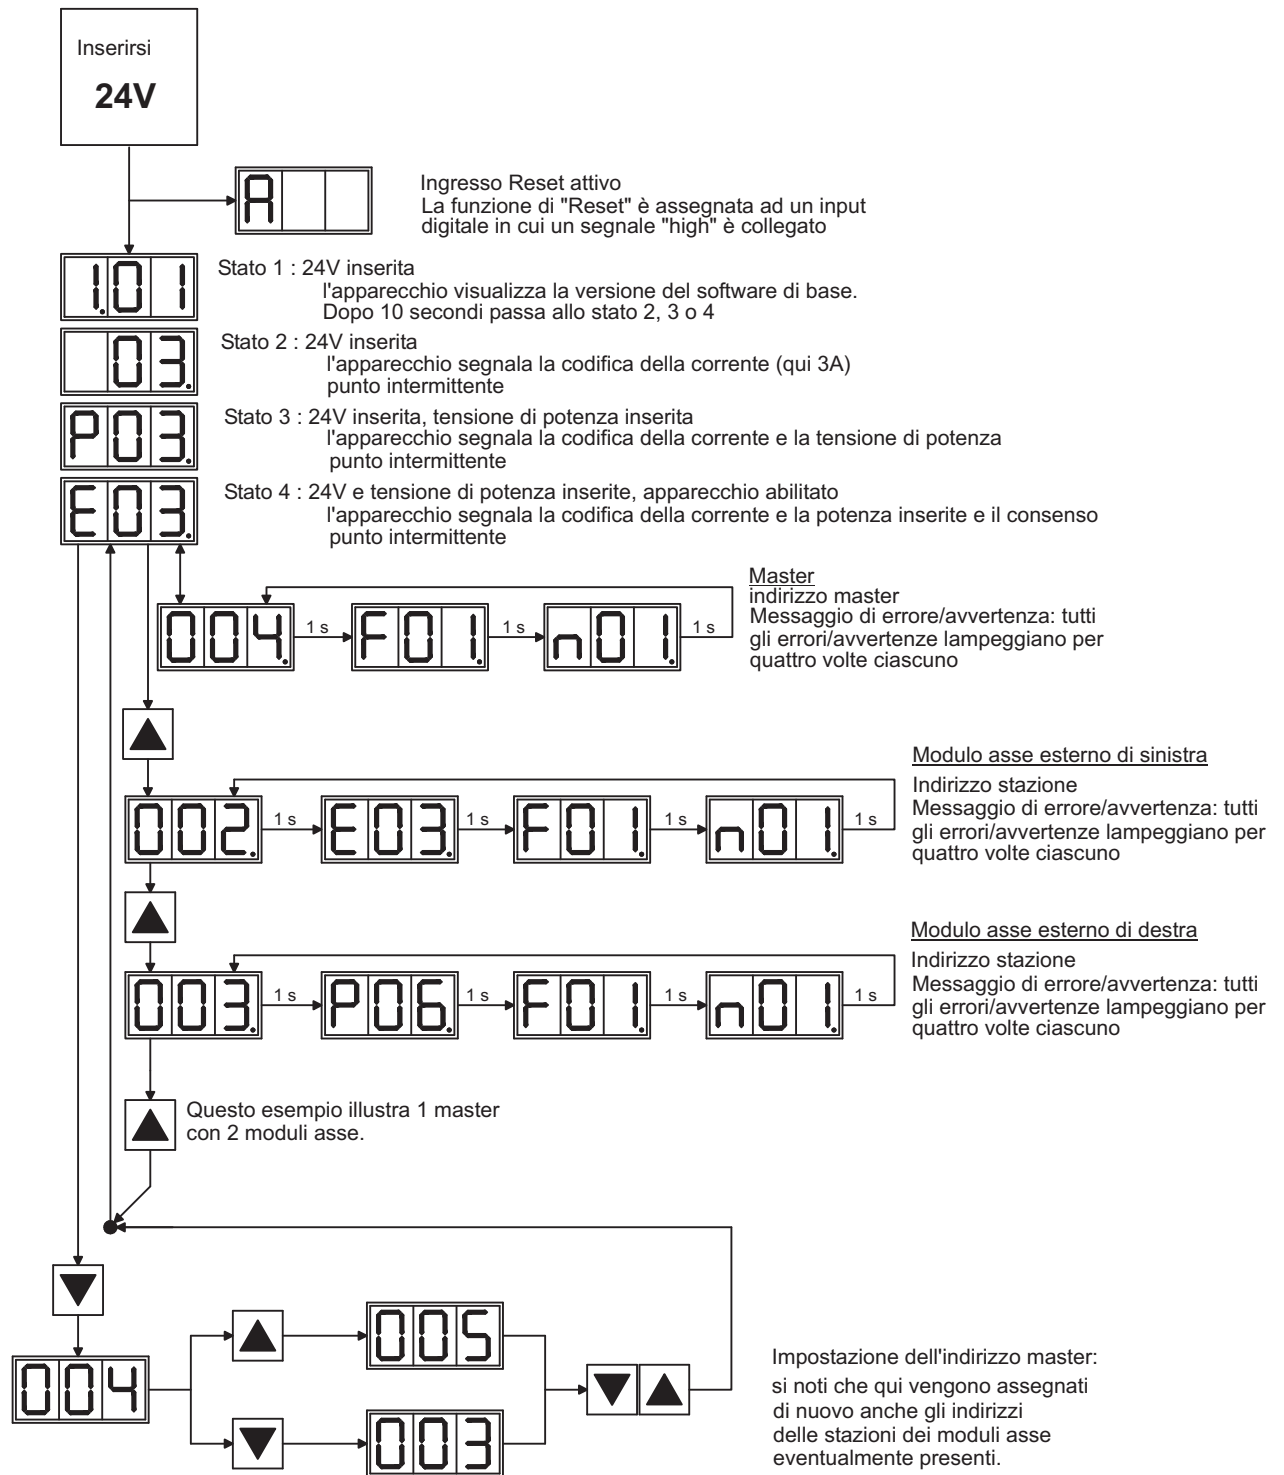 Inserirsi
24V
A
Ingresso Reset attivo
La funzione di "Reset" è assegnata ad un input
digitale in cui un segnale "high" è collegato
1.01
Stato 1 : 24V inserita
l'apparecchio visualizza la versione del software di base.
Dopo 10 secondi passa allo stato 2, 3 o 4
03.
Stato 2 : 24V inserita
l'apparecchio segnala la codifica della corrente (qui 3A)
punto intermittente
P03.
Stato 3 : 24V inserita, tensione di potenza inserita
l'apparecchio segnala la codifica della corrente e la tensione di potenza
punto intermittente
E03.
Stato 4 : 24V e tensione di potenza inserite, apparecchio abilitato
l'apparecchio segnala la codifica della corrente e la potenza inserite e il consenso
punto intermittente
004. 1 s F01. 1 s n01. 1 s
Master
indirizzo master
Messaggio di errore/avvertenza: tutti
gli errori/avvertenze lampeggiano per
quattro volte ciascuno
002. 1 s E03. 1 s F01. 1 s n01. 1 s
Modulo asse esterno di sinistra
Indirizzo stazione
Messaggio di errore/avvertenza: tutti
gli errori/avvertenze lampeggiano per
quattro volte ciascuno
003. 1 s P06. 1 s F01. 1 s n01. 1 s
Modulo asse esterno di destra
Indirizzo stazione
Messaggio di errore/avvertenza: tutti
gli errori/avvertenze lampeggiano per
quattro volte ciascuno
Questo esempio illustra 1 master
con 2 moduli asse.
005
004
003
Impostazione dell'indirizzo master:
si noti che qui vengono assegnati
di nuovo anche gli indirizzi
delle stazioni dei moduli asse
eventualmente presenti.